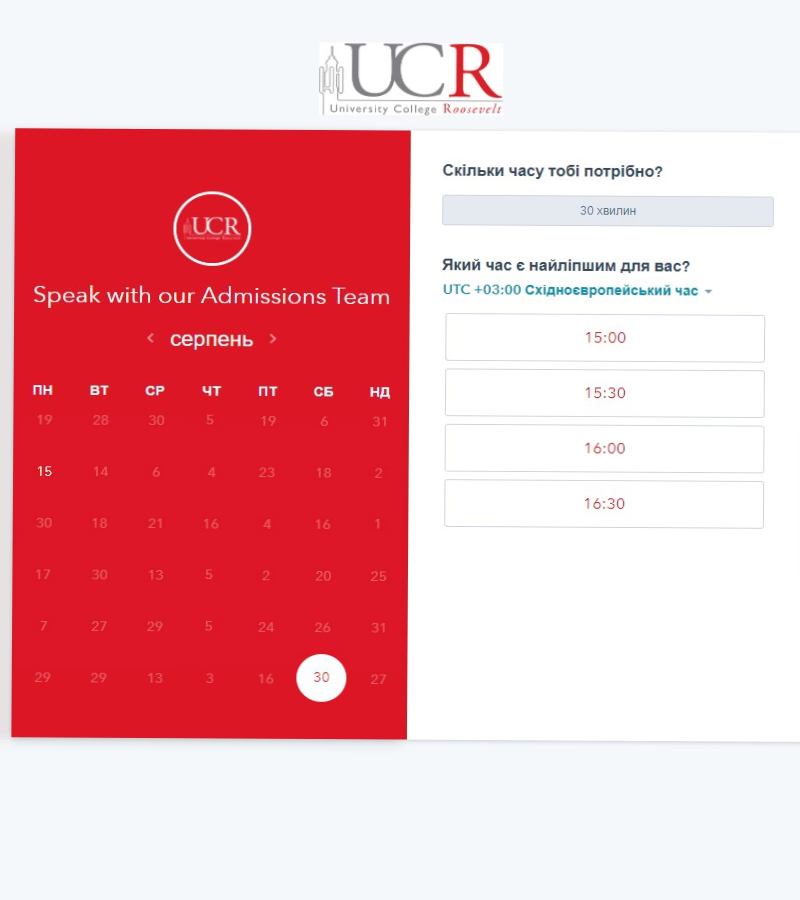 UCR
University College Roosevelt
UCR
Speak with our Admissions Team
< серпень >
ПН ВТ СР ЧТ ПТ СБ НД
19 28 30 5 19 6 31
15 14 6 4 23 18 2
30 18 21 16 4 16 1
17 30 13 5 2 20 25
7 27 29 5 24 26 31
29 29 13 3 16 30 27
Скільки часу тобі потрібно?
30 хвилин
Який час є найліпшим для вас?
UTC +03:00 Східноєвропейський час
15:00
15:30
16:00
16:30